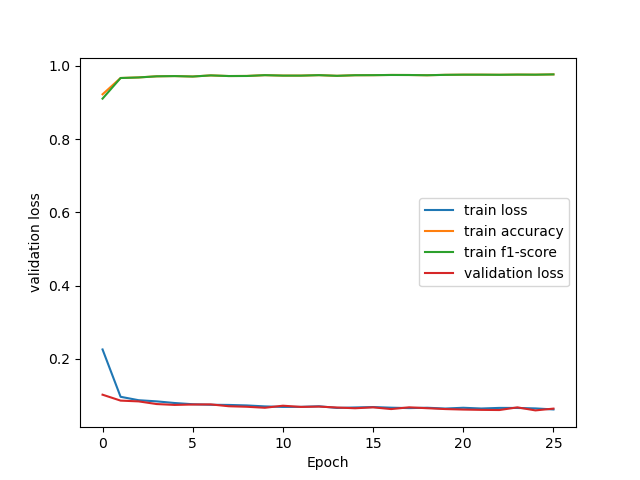 1.0
0.8
0.6
0.4
0.2
validation loss
train loss
train accuracy
train f1-score
validation loss
0 5 10 15 20 25
Epoch